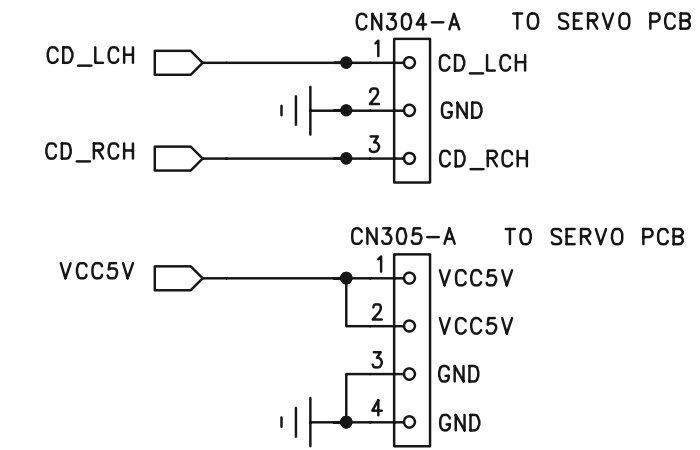 CN304-A TO SERVO PCB
CD_LCH 1 CD_LCH
2 GND
CD_RCH 3 CD_RCH
CN305-A TO SERVO PCB
VCC5V 1 VCC5V
2 VCC5V
3 GND
4 GND